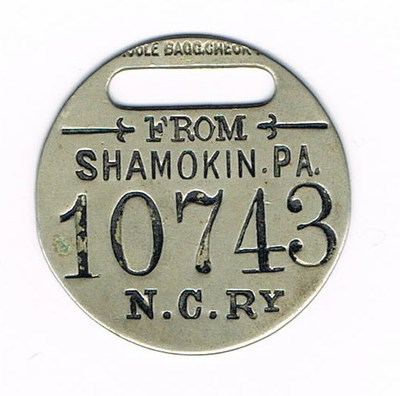 BAGG.CHECK
FROM
SHAMOKIN.PA.
10743
N.C.RY